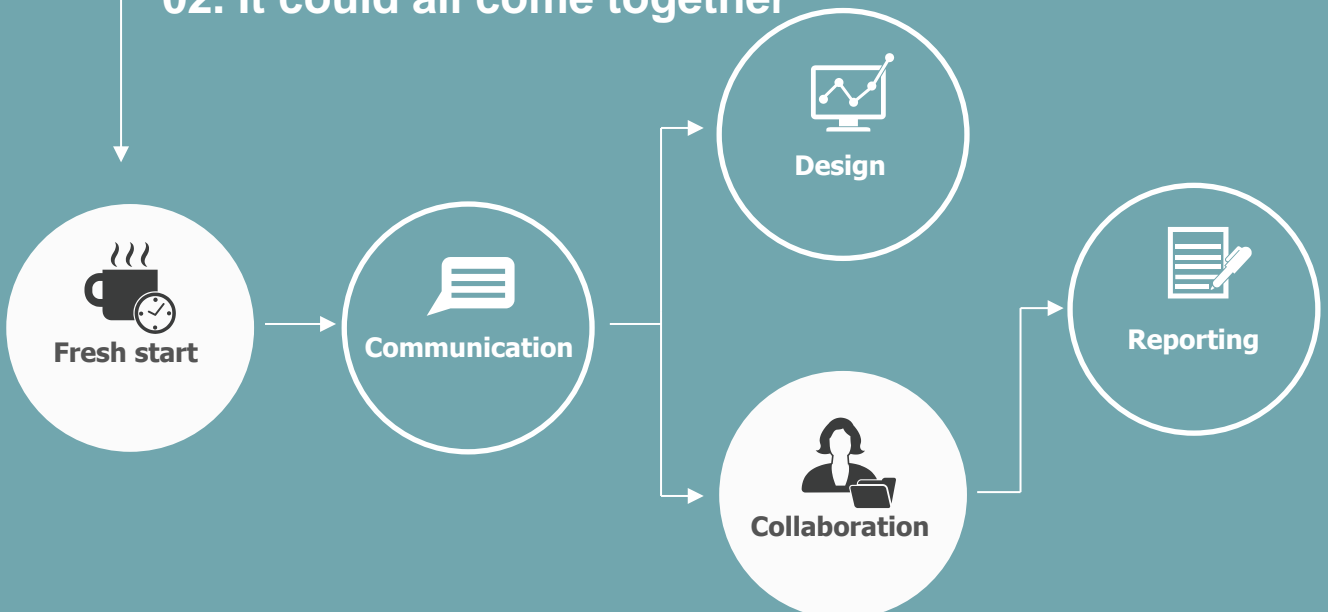 02. It could all come together
Design
Fresh start
Communication
Reporting
Collaboration